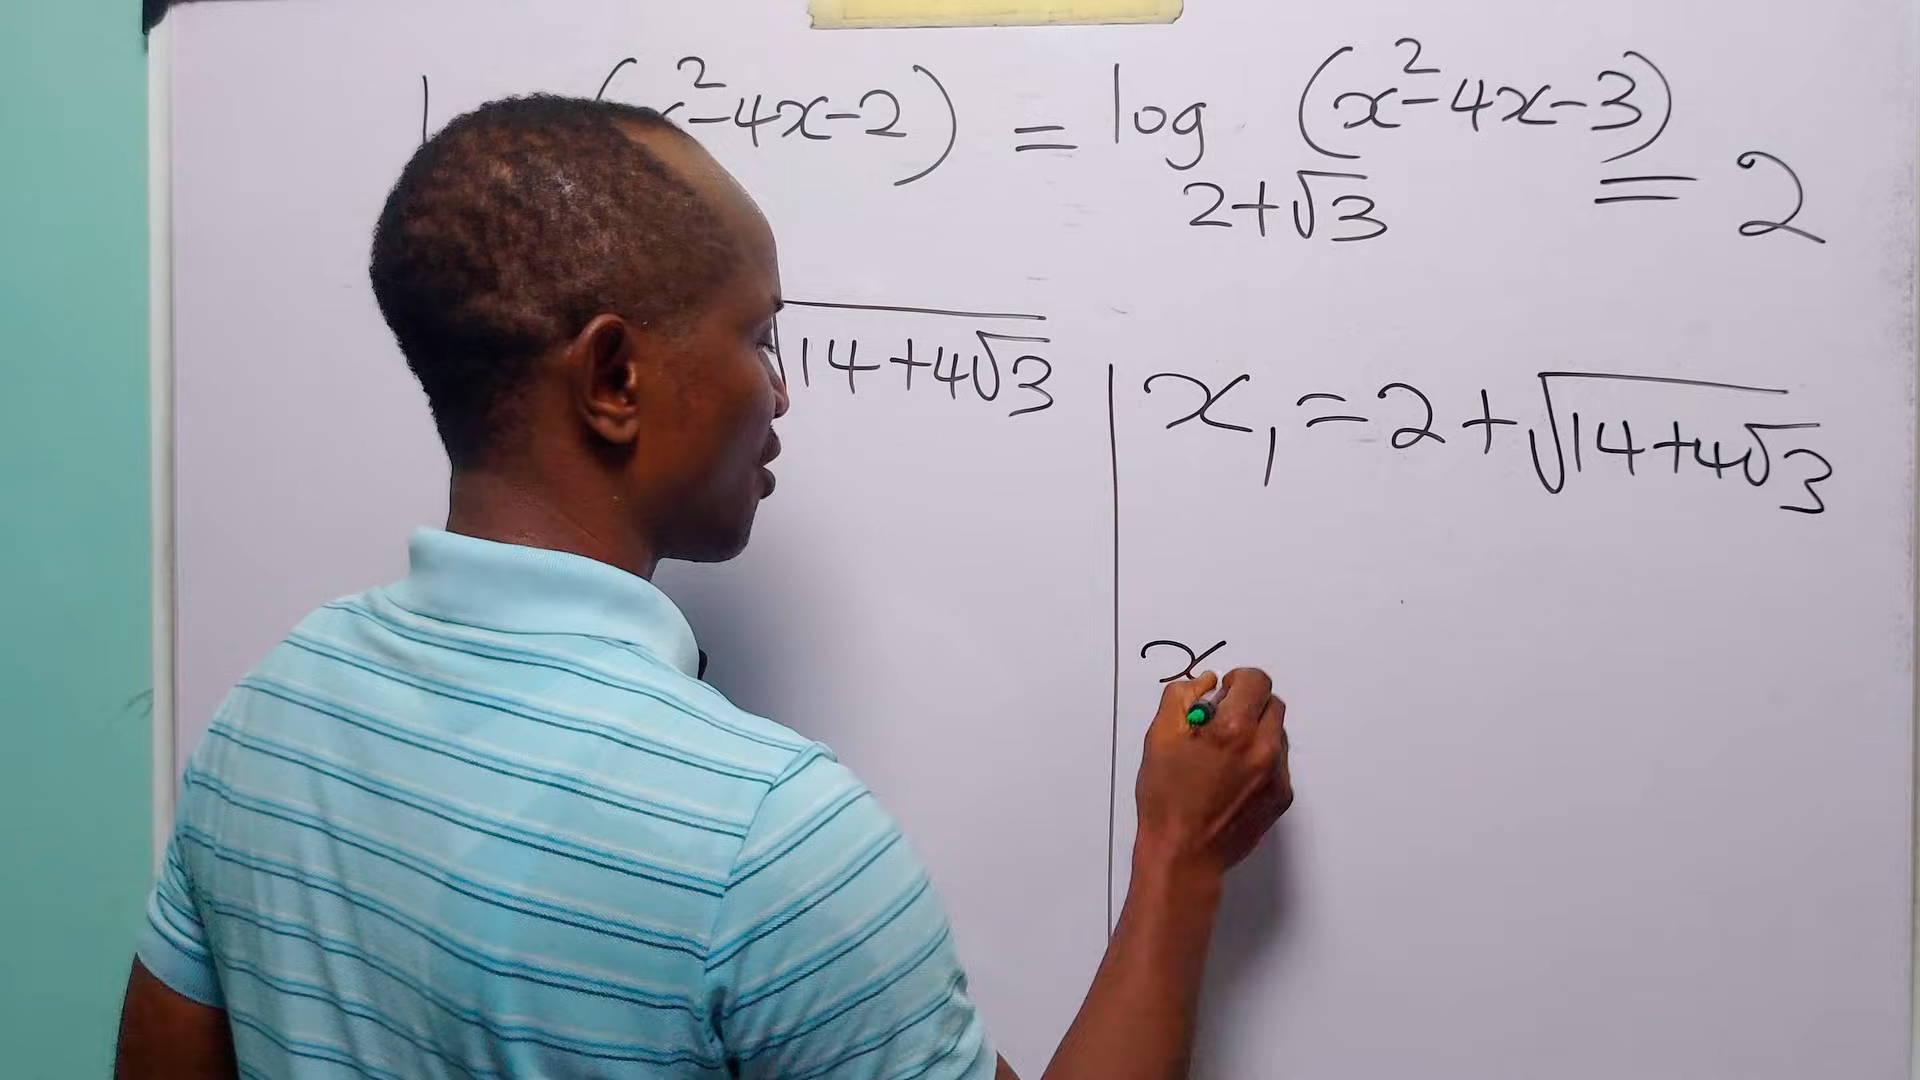 x²-4x-2) = log (x²-4x-3) = 2
2+√3
√14+4√3
x₁ = 2+√14+4√3
x